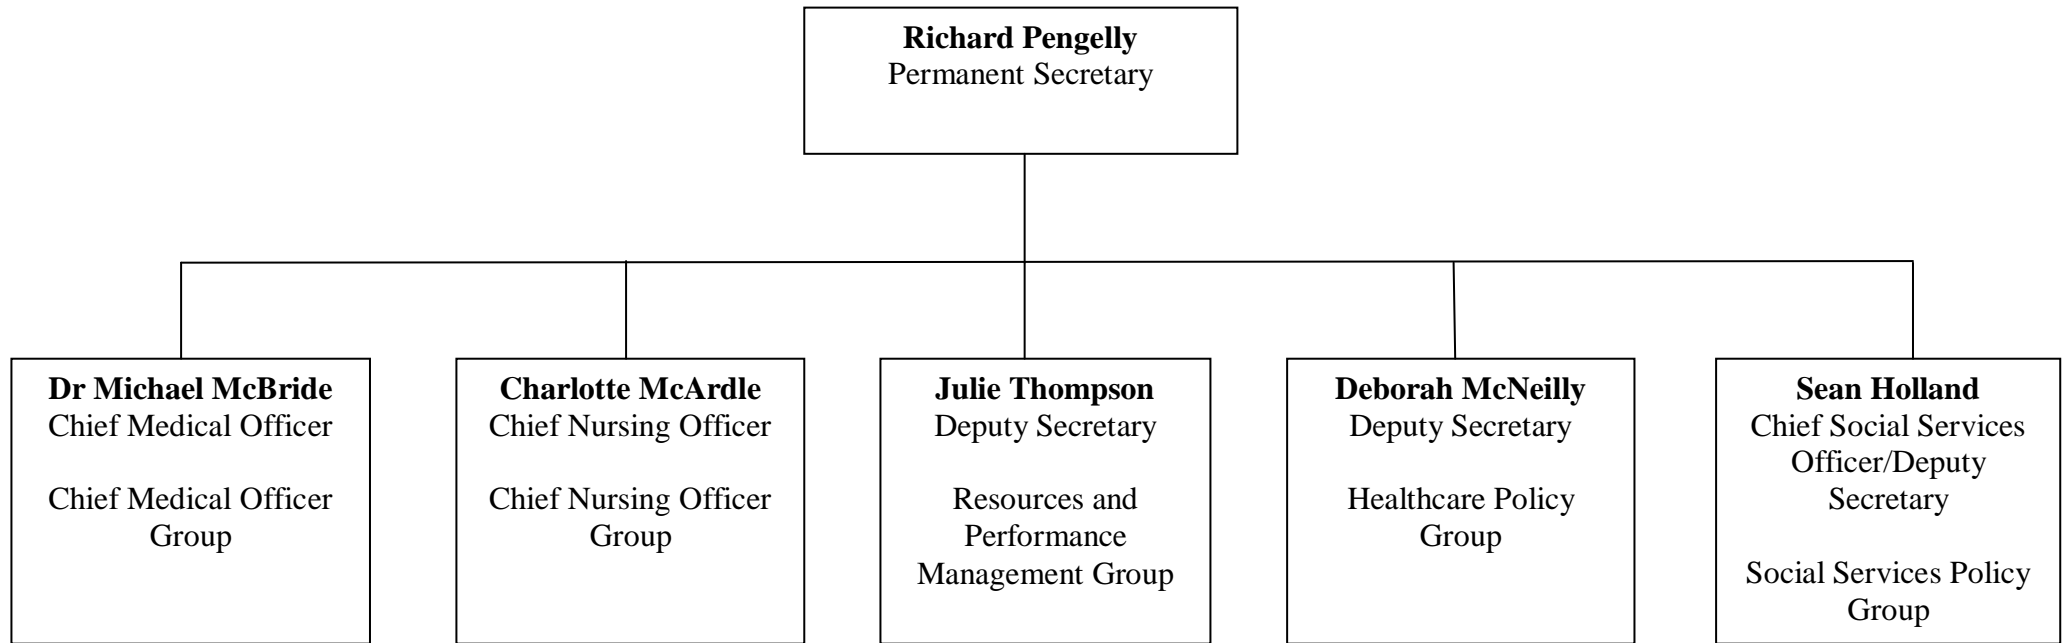 Richard Pengelly
Permanent Secretary
Dr Michael McBride
Chief Medical Officer
Chief Medical Officer
Group
Charlotte McArdle
Chief Nursing Officer
Chief Nursing Officer
Group
Julie Thompson
Deputy Secretary
Resources and
Performance
Management Group
Deborah McNeilly
Deputy Secretary
Healthcare Policy
Group
Sean Holland
Chief Social Services
Officer/Deputy
Secretary
Social Services Policy
Group